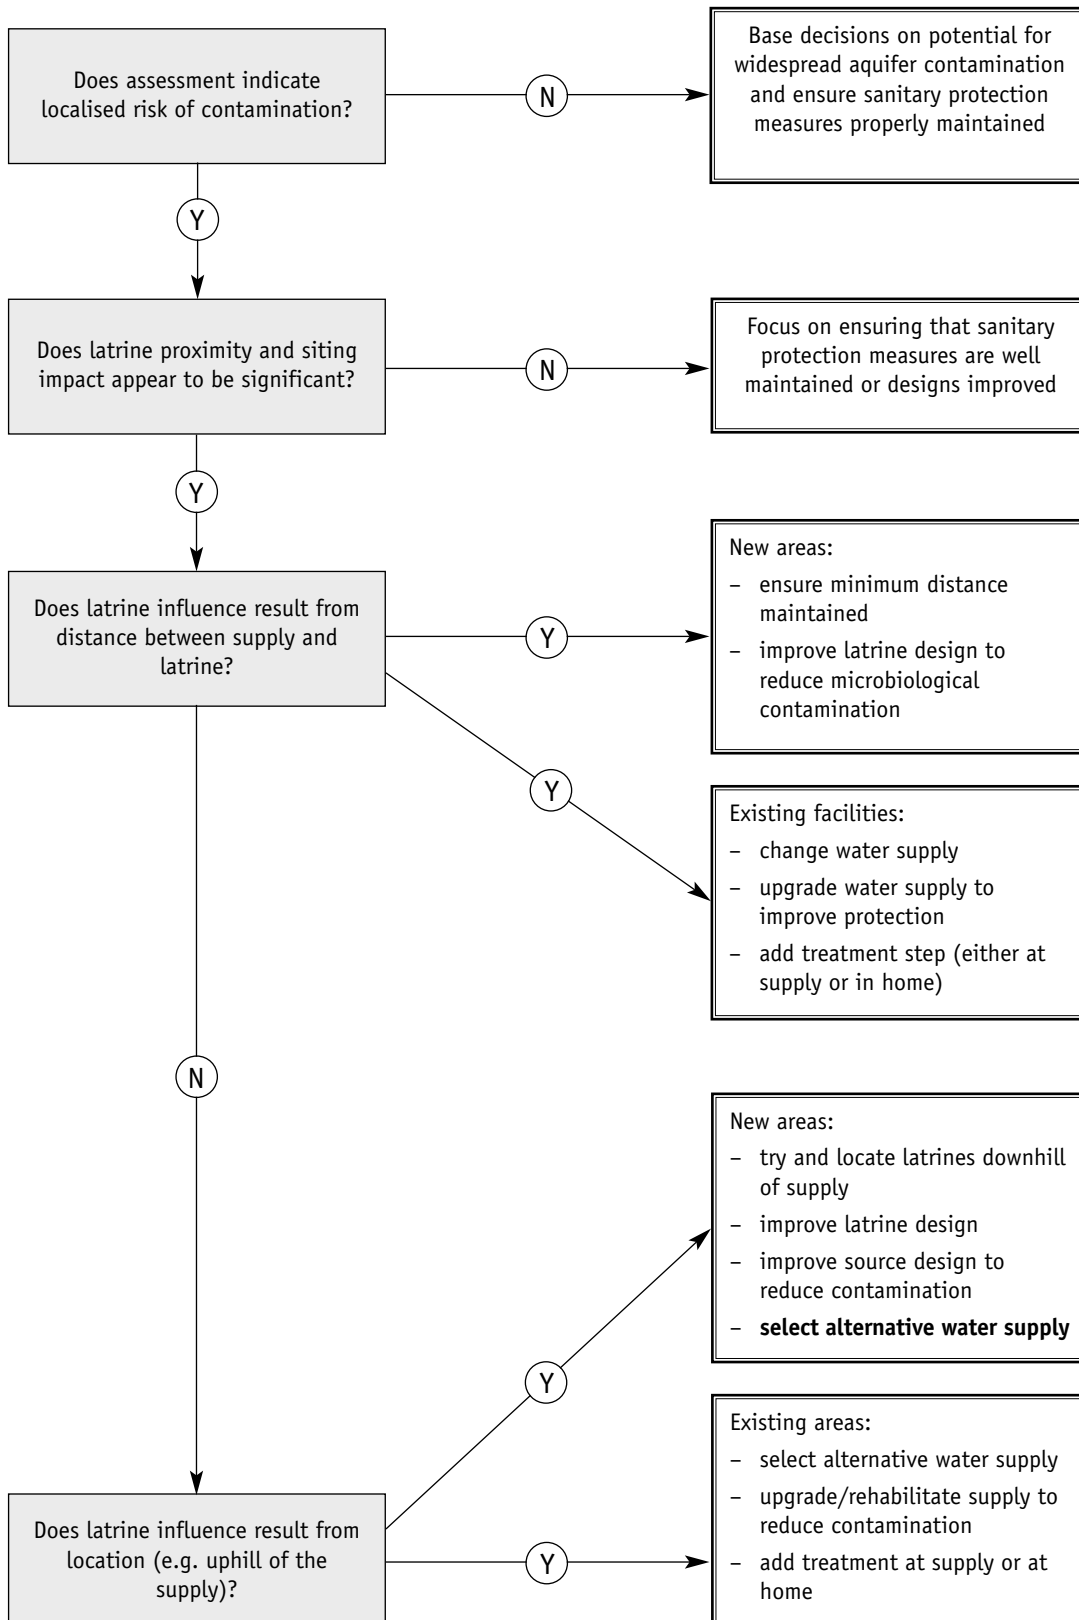 Does assessment indicate
localised risk of contamination?
N
Base decisions on potential for
widespread aquifer contamination
and ensure sanitary protection
measures properly maintained
Y
Does latrine proximity and siting
impact appear to be significant?
N
Focus on ensuring that sanitary
protection measures are well
maintained or designs improved
Y
Does latrine influence result from
distance between supply and
latrine?
Y
New areas:
– ensure minimum distance
maintained
– improve latrine design to
reduce microbiological
contamination
Y
Existing facilities:
– change water supply
– upgrade water supply to
improve protection
– add treatment step (either at
supply or in home)
N
Does latrine influence result from
location (e.g. uphill of the
supply)?
Y
New areas:
– try and locate latrines downhill
of supply
– improve latrine design
– improve source design to
reduce contamination
– select alternative water supply
Y
Existing areas:
– select alternative water supply
– upgrade/rehabilitate supply to
reduce contamination
– add treatment at supply or at
home